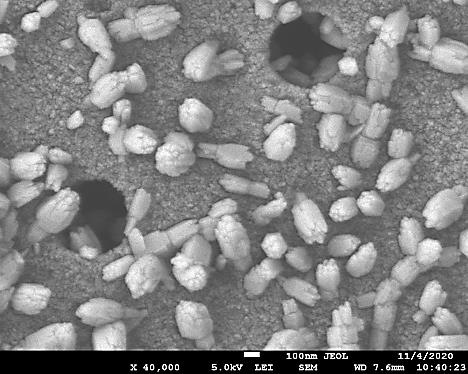 100nm JEOL 11/4/2020
X 40,000 5.0kV LEI SEM WD 7.6mm 10:40:23